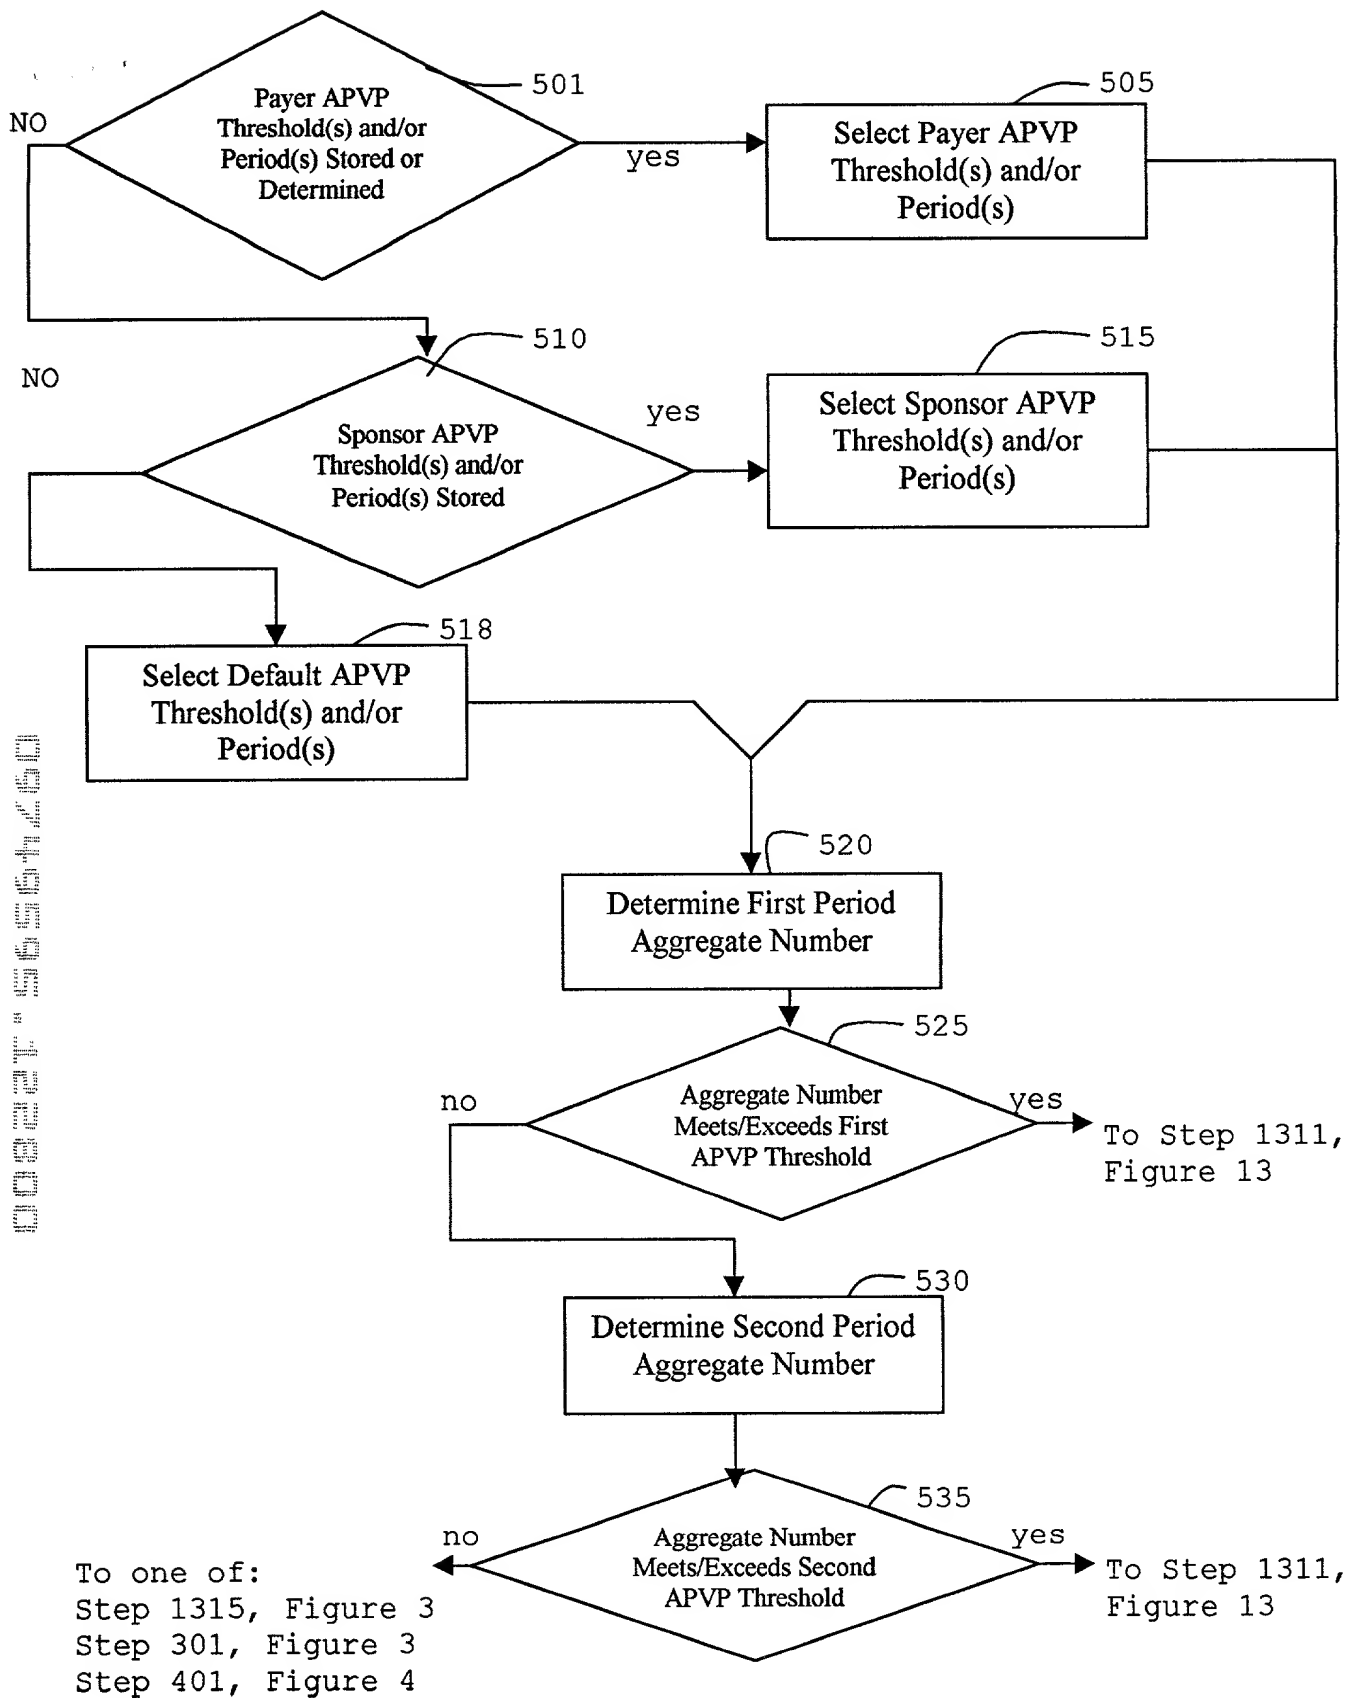 501
505
Payer APVP
Threshold(s) and/or
Period(s) Stored or
Determined
NO
yes
Select Payer APVP
Threshold(s) and/or
Period(s)
510
515
NO
Sponsor APVP
Threshold(s) and/or
Period(s) Stored
yes
Select Sponsor APVP
Threshold(s) and/or
Period(s)
518
Select Default APVP
Threshold(s) and/or
Period(s)
520
Determine First Period
Aggregate Number
525
no
Aggregate Number
Meets/Exceeds First
APVP Threshold
yes
To Step 1311,
Figure 13
530
Determine Second Period
Aggregate Number
535
no
Aggregate Number
Meets/Exceeds Second
APVP Threshold
yes
To Step 1311,
Figure 13
To one of:
Step 1315, Figure 3
Step 301, Figure 3
Step 401, Figure 4